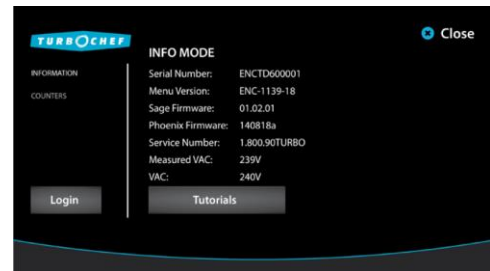 TURBOCHEF
Close
INFO MODE
INFORMATION
COUNTERS
Serial Number: ENCTD600001
Menu Version: ENC-1139-18
Sage Firmware: 01.02.01
Phoenix Firmware: 140818a
Service Number: 1.800.90TURBO
Measured VAC: 239V
VAC: 240V
Login
Tutorials